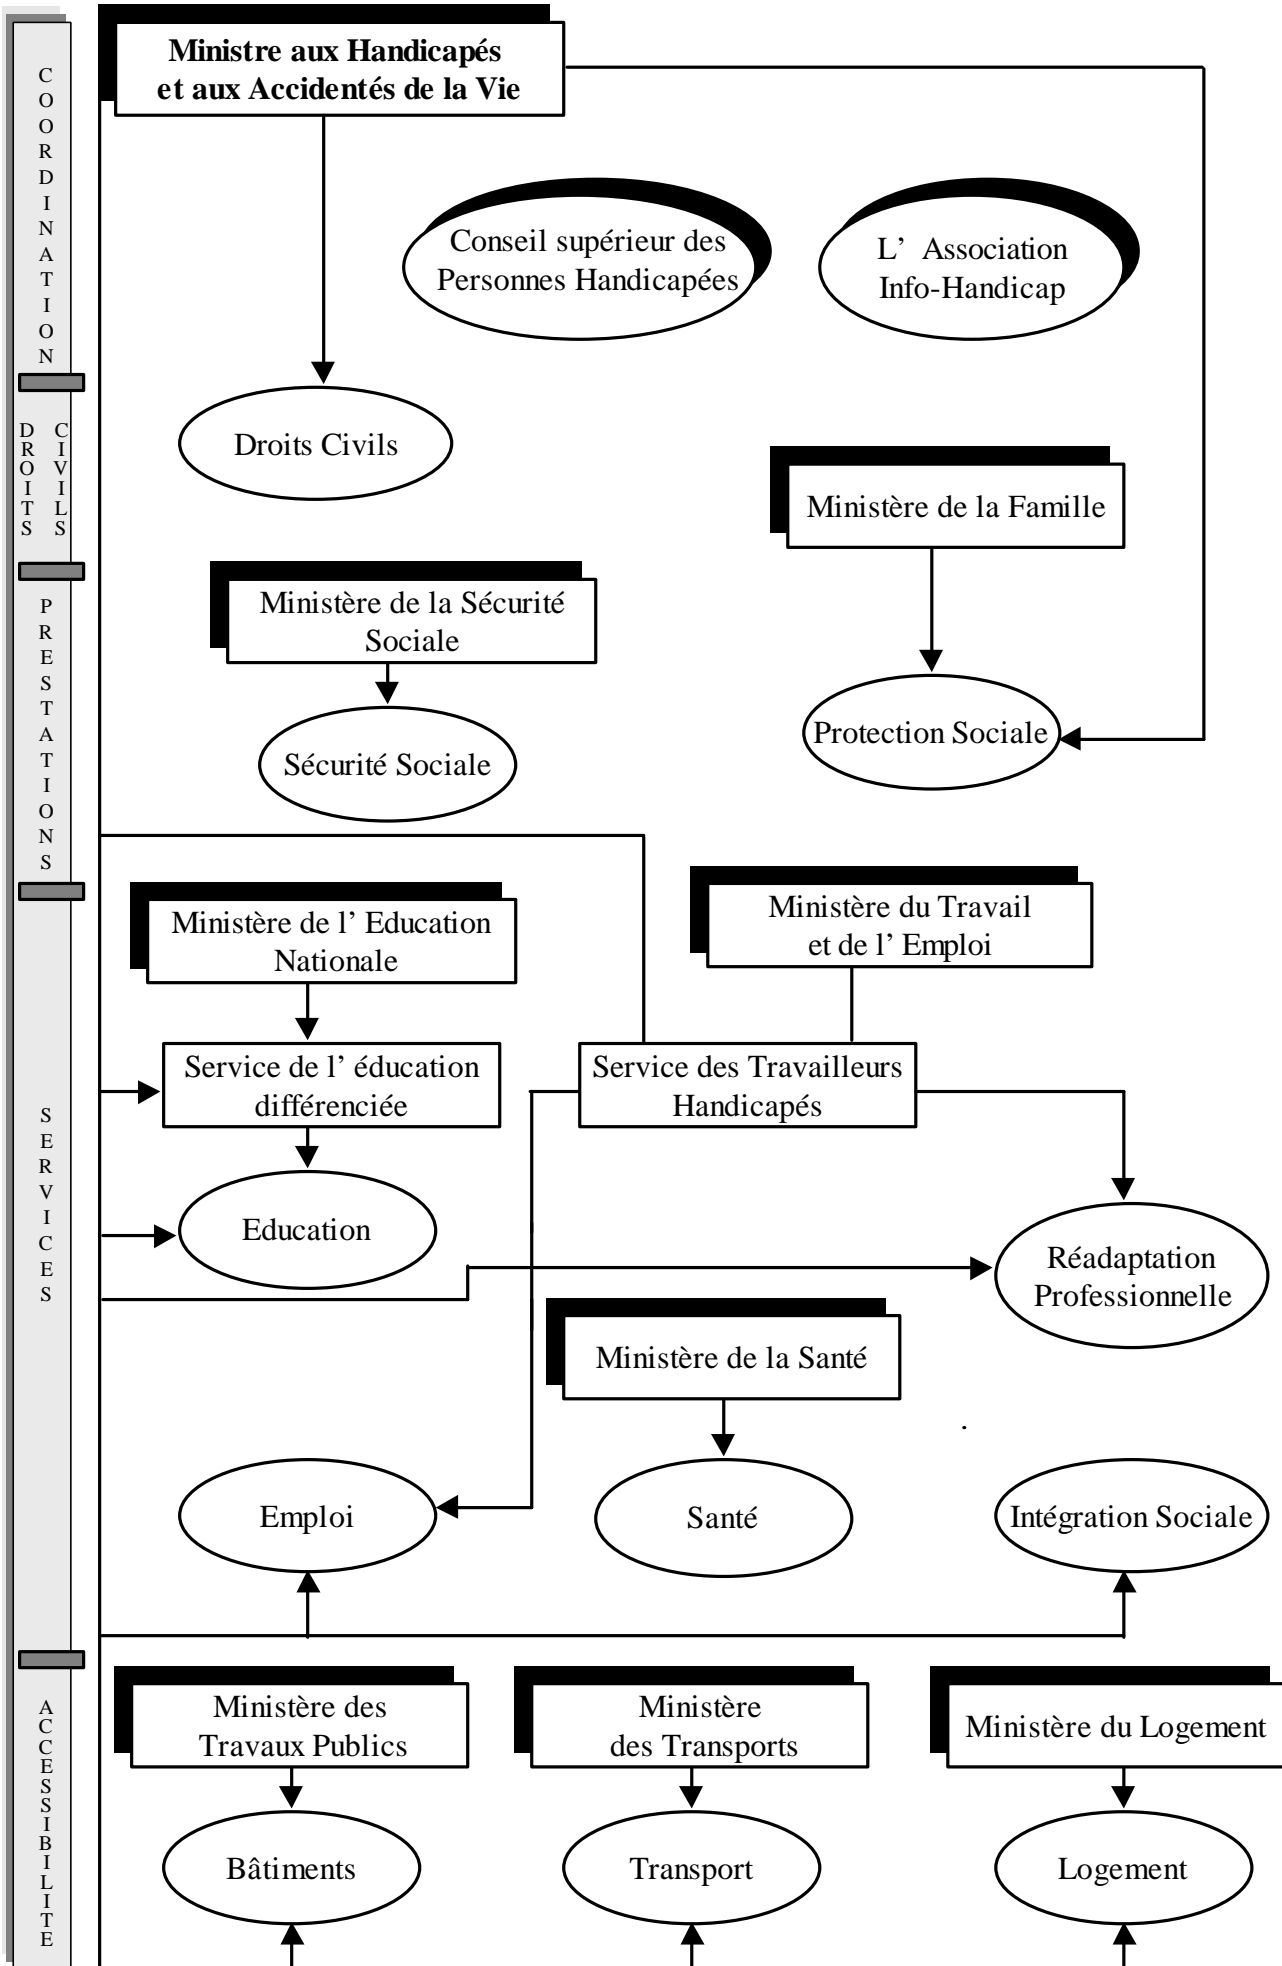 Ministre aux Handicapés
et aux Accidentés de la Vie
COORDINATION
Conseil supérieur des
Personnes Handicapées
L’ Association
Info-Handicap
DROITS
CIVILS
Droits Civils
Ministère de la Famille
PRESTATIONS
Ministère de la Sécurité
Sociale
Protection Sociale
Sécurité Sociale
SERVICES
Ministère de l’ Education
Nationale
Ministère du Travail
et de l’ Emploi
Service de l’ éducation
différenciée
Service des Travailleurs
Handicapés
Education
Réadaptation
Professionnelle
Ministère de la Santé
.
Emploi
Santé
Intégration Sociale
ACCESSIBILITE
Ministère des
Travaux Publics
Ministère
des Transports
Ministère du Logement
Bâtiments
Transport
Logement